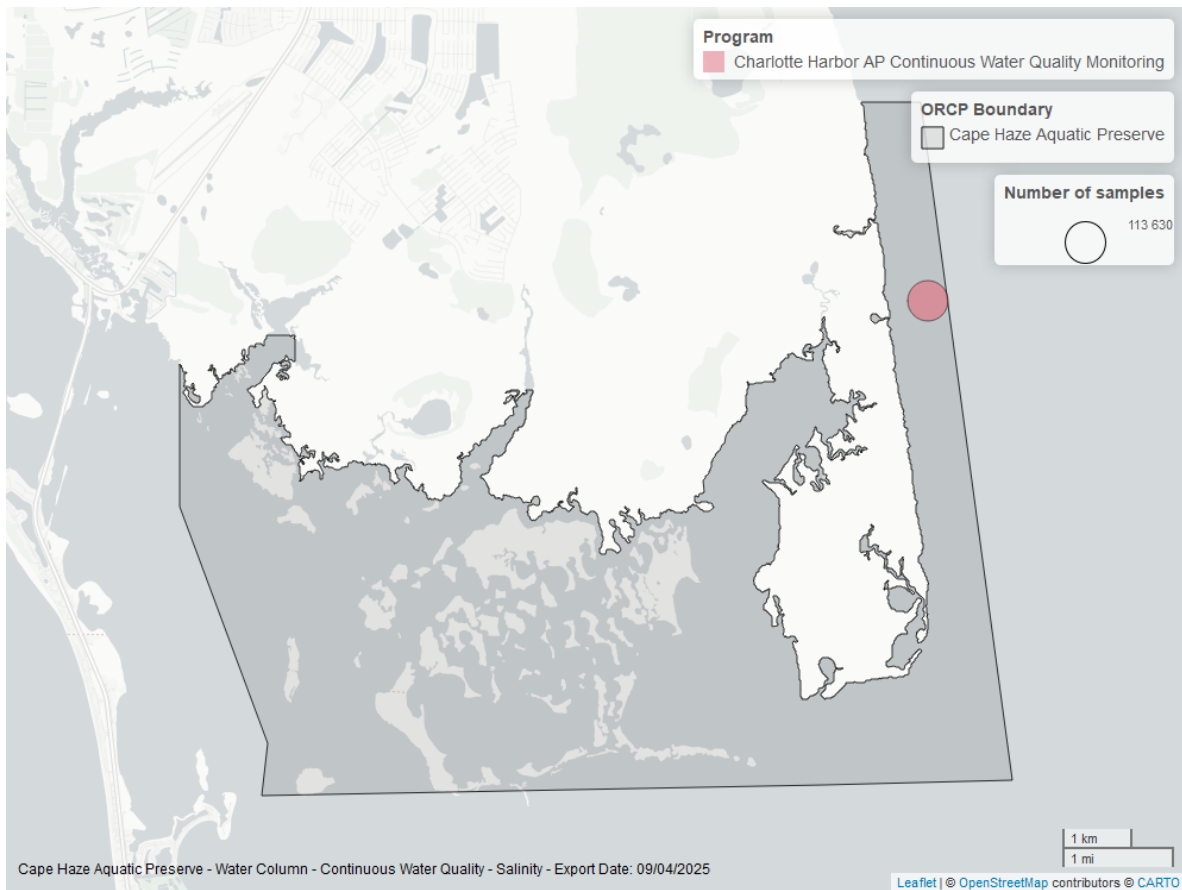 Program
Charlotte Harbor AP Continuous Water Quality Monitoring
ORCP Boundary
Cape Haze Aquatic Preserve
Number of samples
113 630
1 km
1 mi
Cape Haze Aquatic Preserve - Water Column - Continuous Water Quality - Salinity - Export Date: 09/04/2025
Leaflet | © OpenStreetMap contributors © CARTO